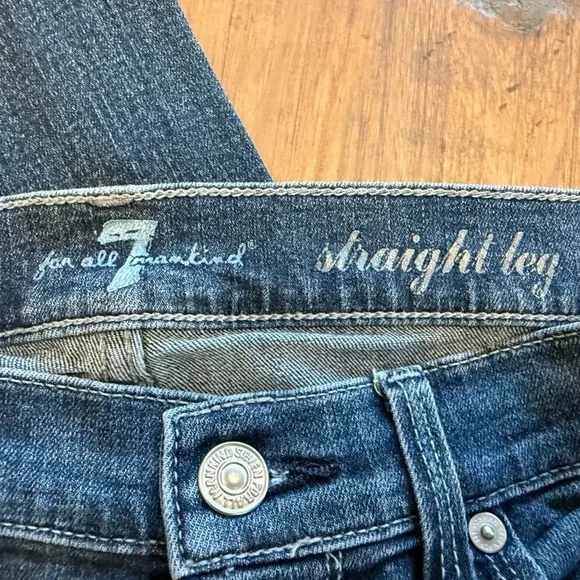 7 for all mankind®
straight leg
SEVEN FOR ALL MANKIND